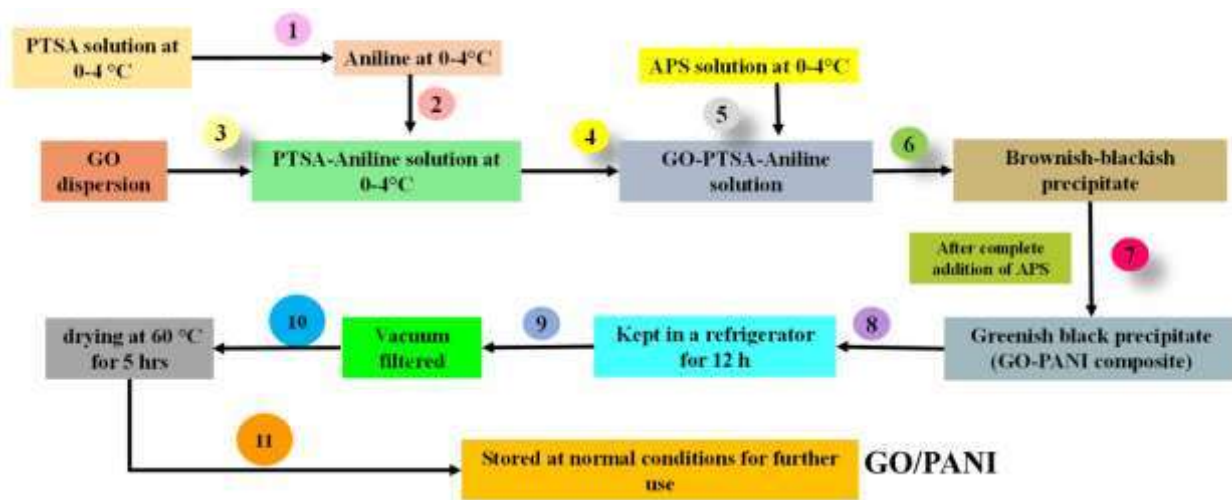 1
PTSA solution at
0-4 °C
Aniline at 0-4°C
APS solution at 0-4°C
2
3
4
5
6
GO
dispersion
PTSA-Aniline solution at
0-4°C
GO-PTSA-Aniline
solution
Brownish-blackish
precipitate
After complete
addition of APS
7
10
9
8
drying at 60 °C
for 5 hrs
Vacuum
filtered
Kept in a refrigerator
for 12 h
Greenish black precipitate
(GO-PANI composite)
11
Stored at normal conditions for further
use
GO/PANI